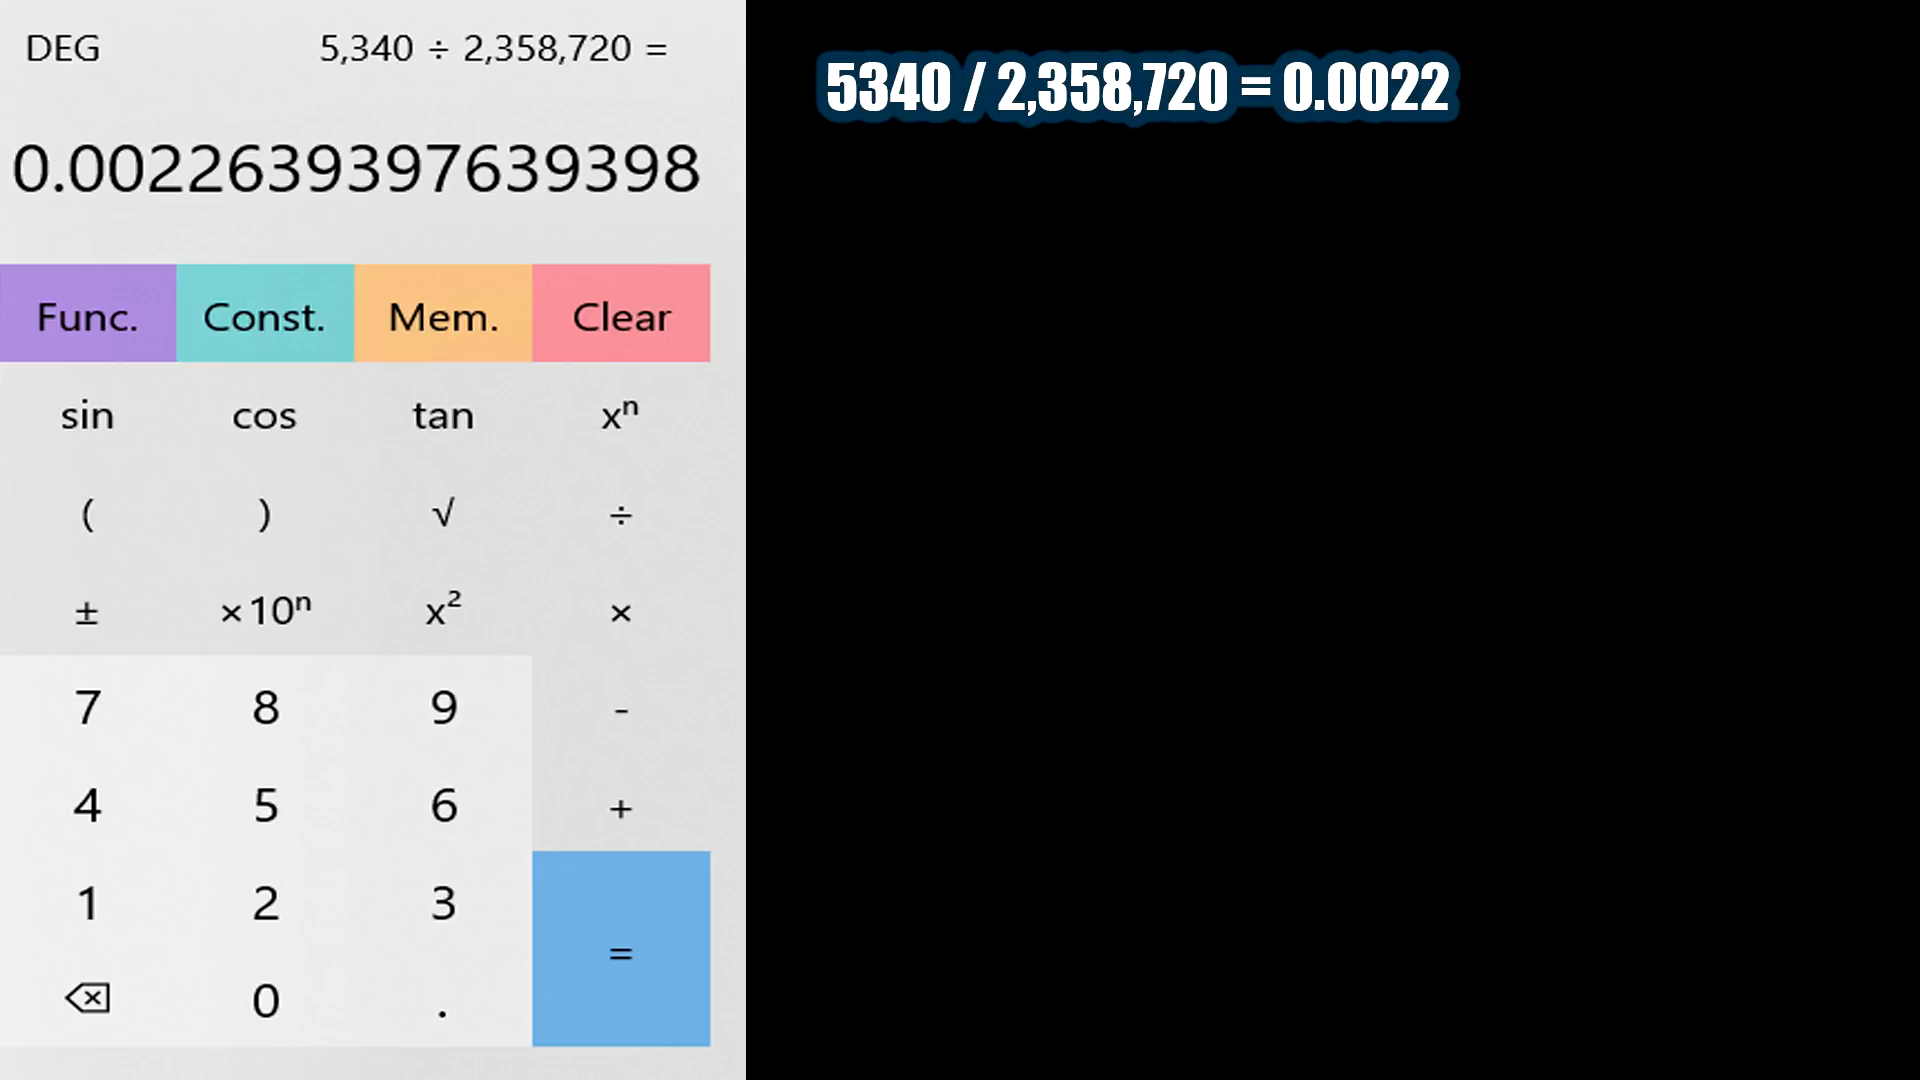 DEG 5,340 ÷ 2,358,720 =
0.0022639397639398
5340 / 2,358,720 = 0.0022
Func. Const. Mem. Clear
sin cos tan xⁿ
( ) √ ÷
± ×10ⁿ x² ×
7 8 9 -
4 5 6 +
1 2 3
=
0 .